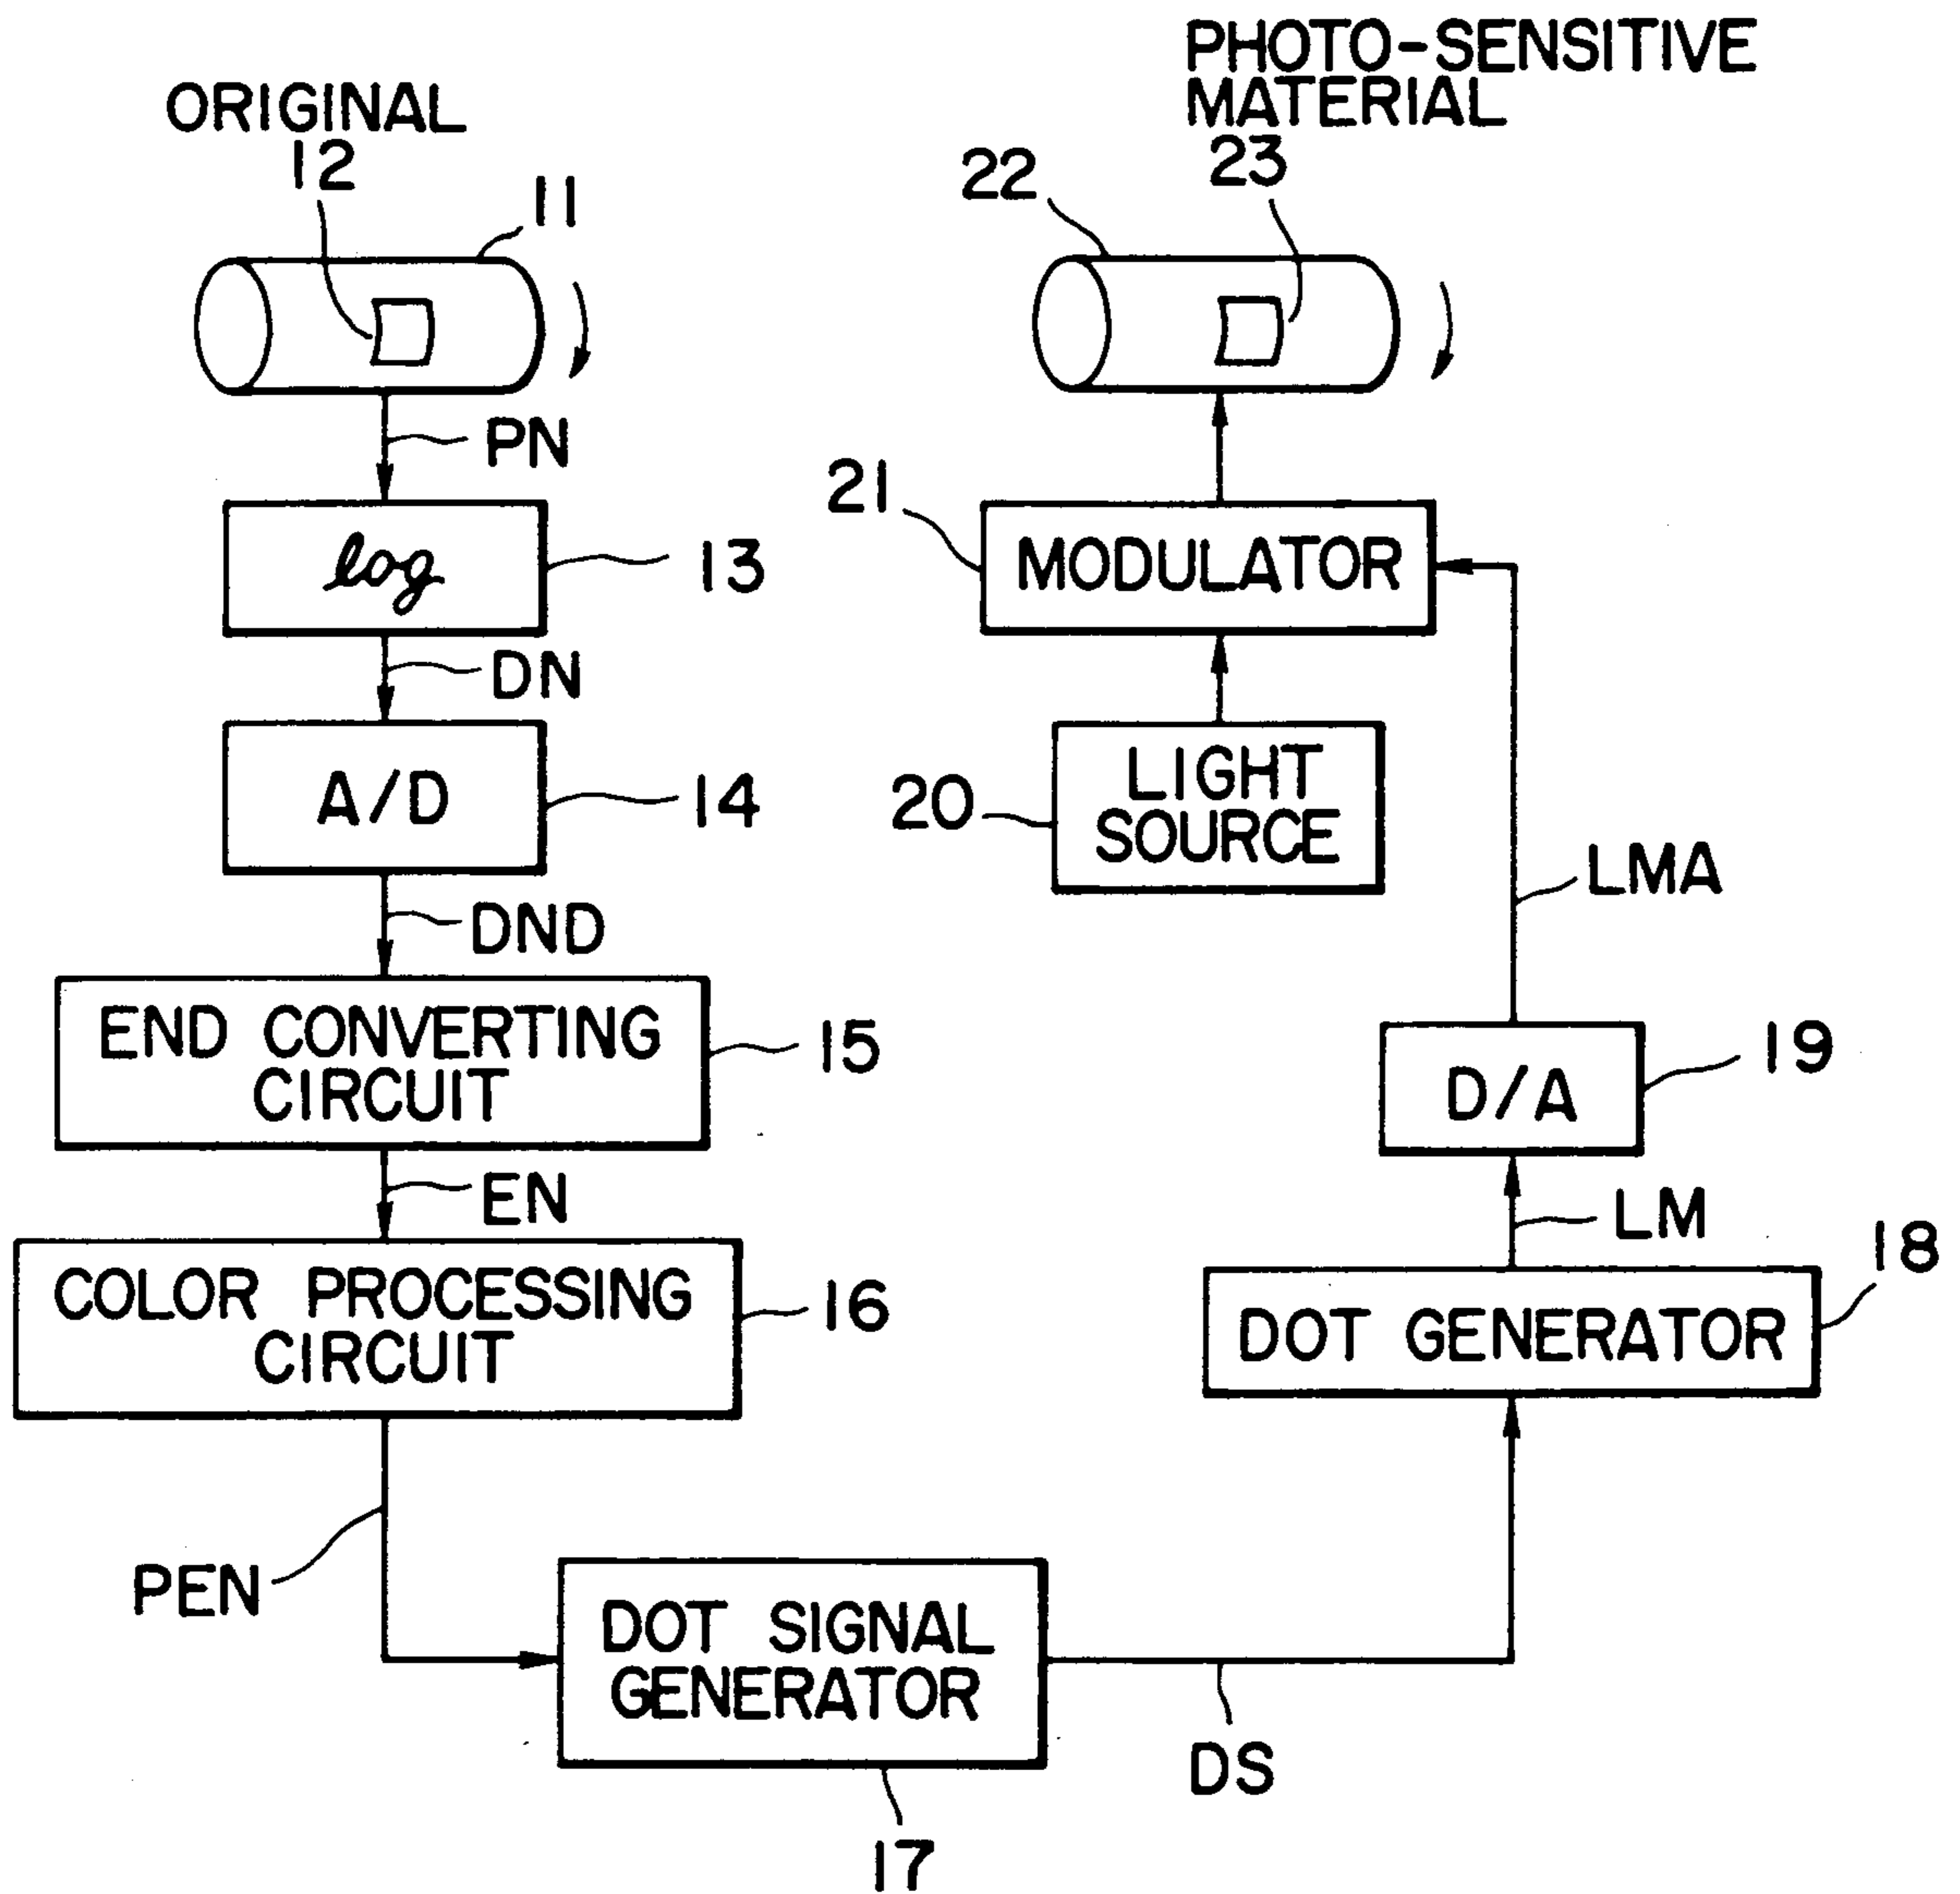 ORIGINAL
12
11
PN
log
13
DN
A/D
14
DND
END CONVERTING
CIRCUIT
15
EN
COLOR PROCESSING
CIRCUIT
16
PEN
DOT SIGNAL
GENERATOR
17
DS
PHOTO-SENSITIVE
MATERIAL
23
22
21
MODULATOR
LIGHT
SOURCE
20
LMA
D/A
19
LM
18
DOT GENERATOR